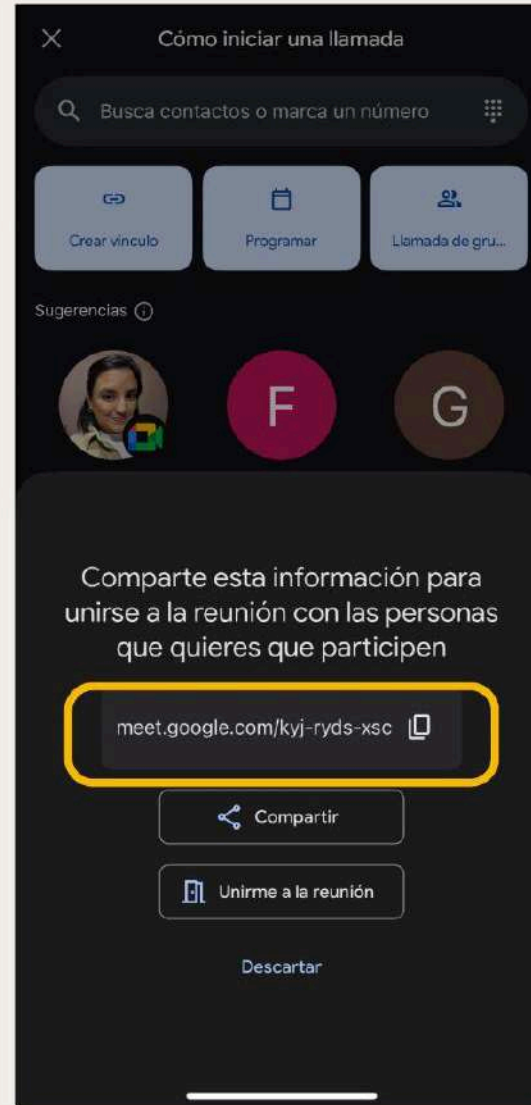 Cómo iniciar una llamada
Busca contactos o marca un número
Crear vínculo
Programar
Llamada de gru...
Sugerencias
F
G
Comparte esta información para
unirse a la reunión con las personas
que quieres que participen
meet.google.com/kyj-ryds-xsc
Compartir
Unirme a la reunión
Descartar